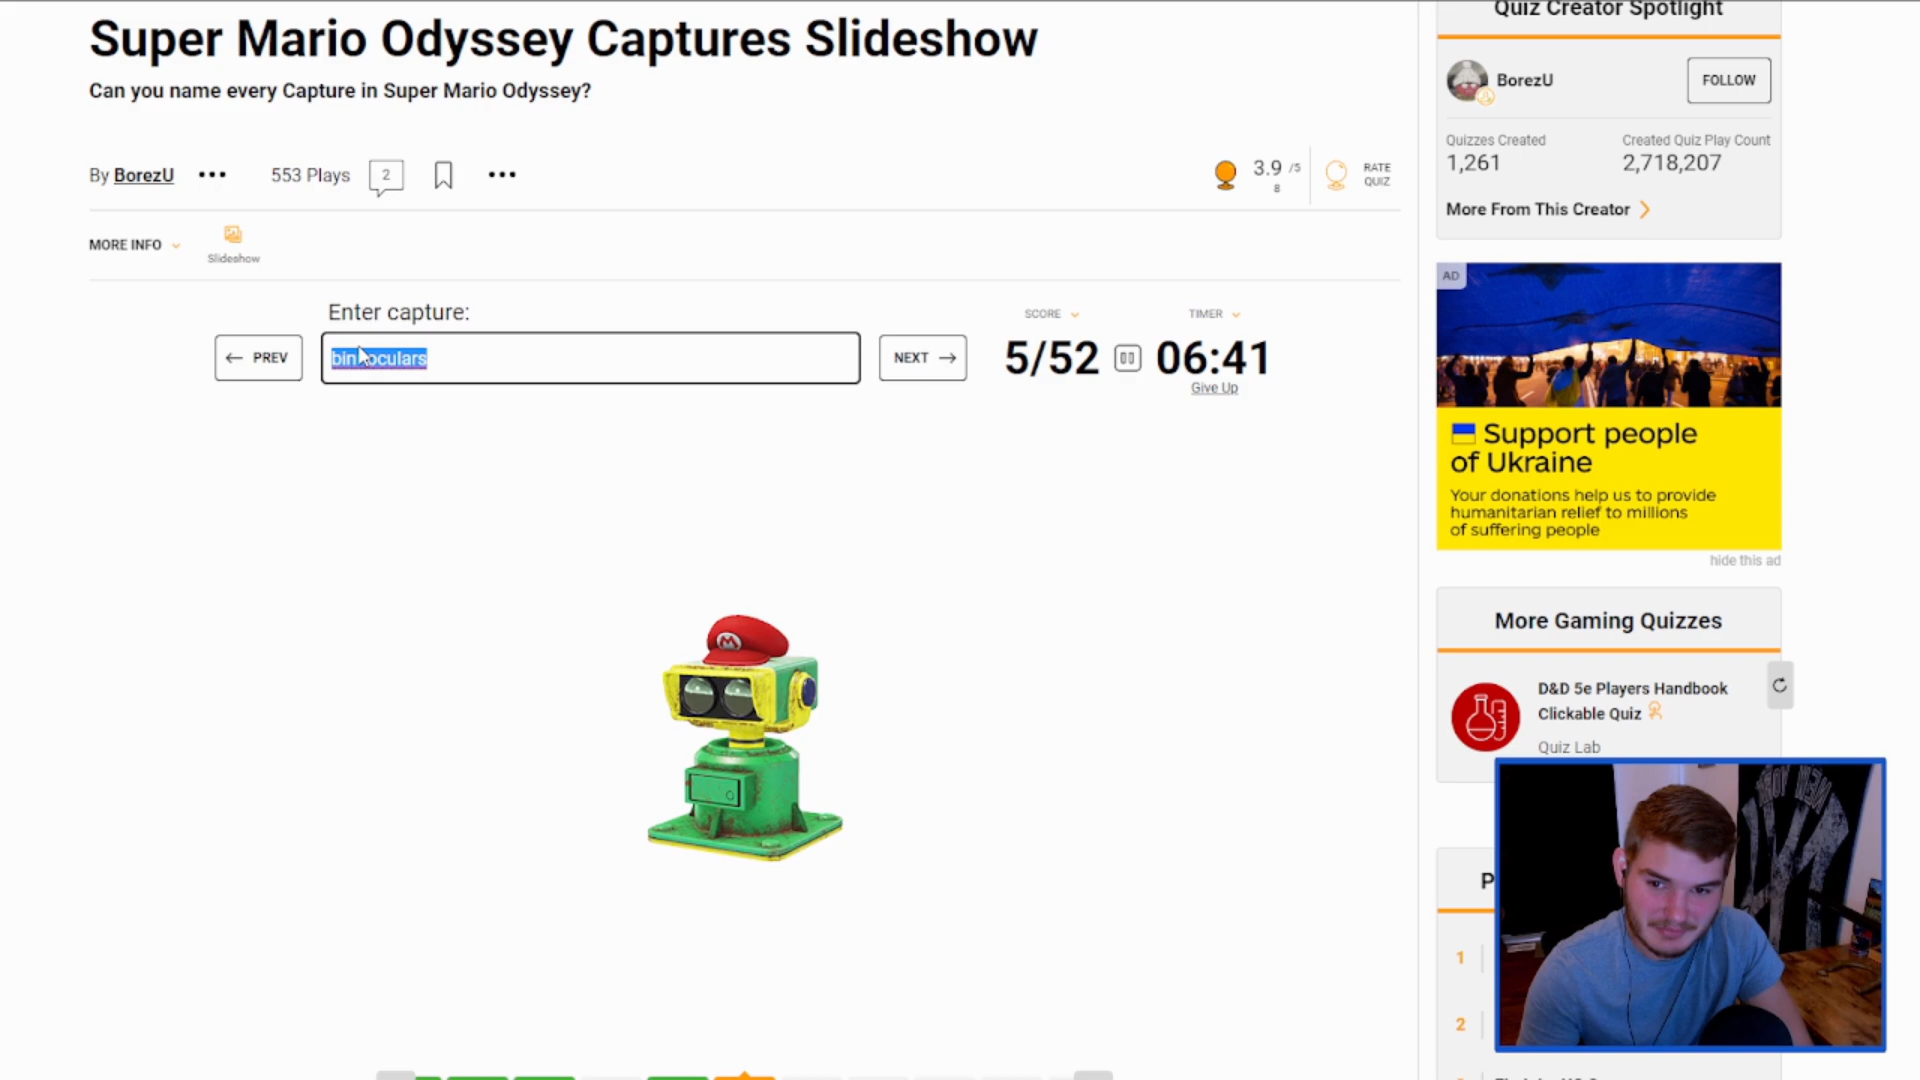 Super Mario Odyssey Captures Slideshow
Can you name every Capture in Super Mario Odyssey?
By BorezU
553 Plays
2
3.9 /5
8
RATE QUIZ
MORE INFO
Slideshow
Enter capture:
PREV
NEXT
SCORE
5/52
TIMER
06:41
Give Up
Quiz Creator Spotlight
BorezU
FOLLOW
Quizzes Created
1,261
Created Quiz Play Count
2,718,207
More From This Creator
AD
Support people
of Ukraine
Your donations help us to provide
humanitarian relief to millions
of suffering people
hide this ad
More Gaming Quizzes
D&D 5e Players Handbook
Clickable Quiz
Quiz Lab
P
1
2
M
NEW YORK